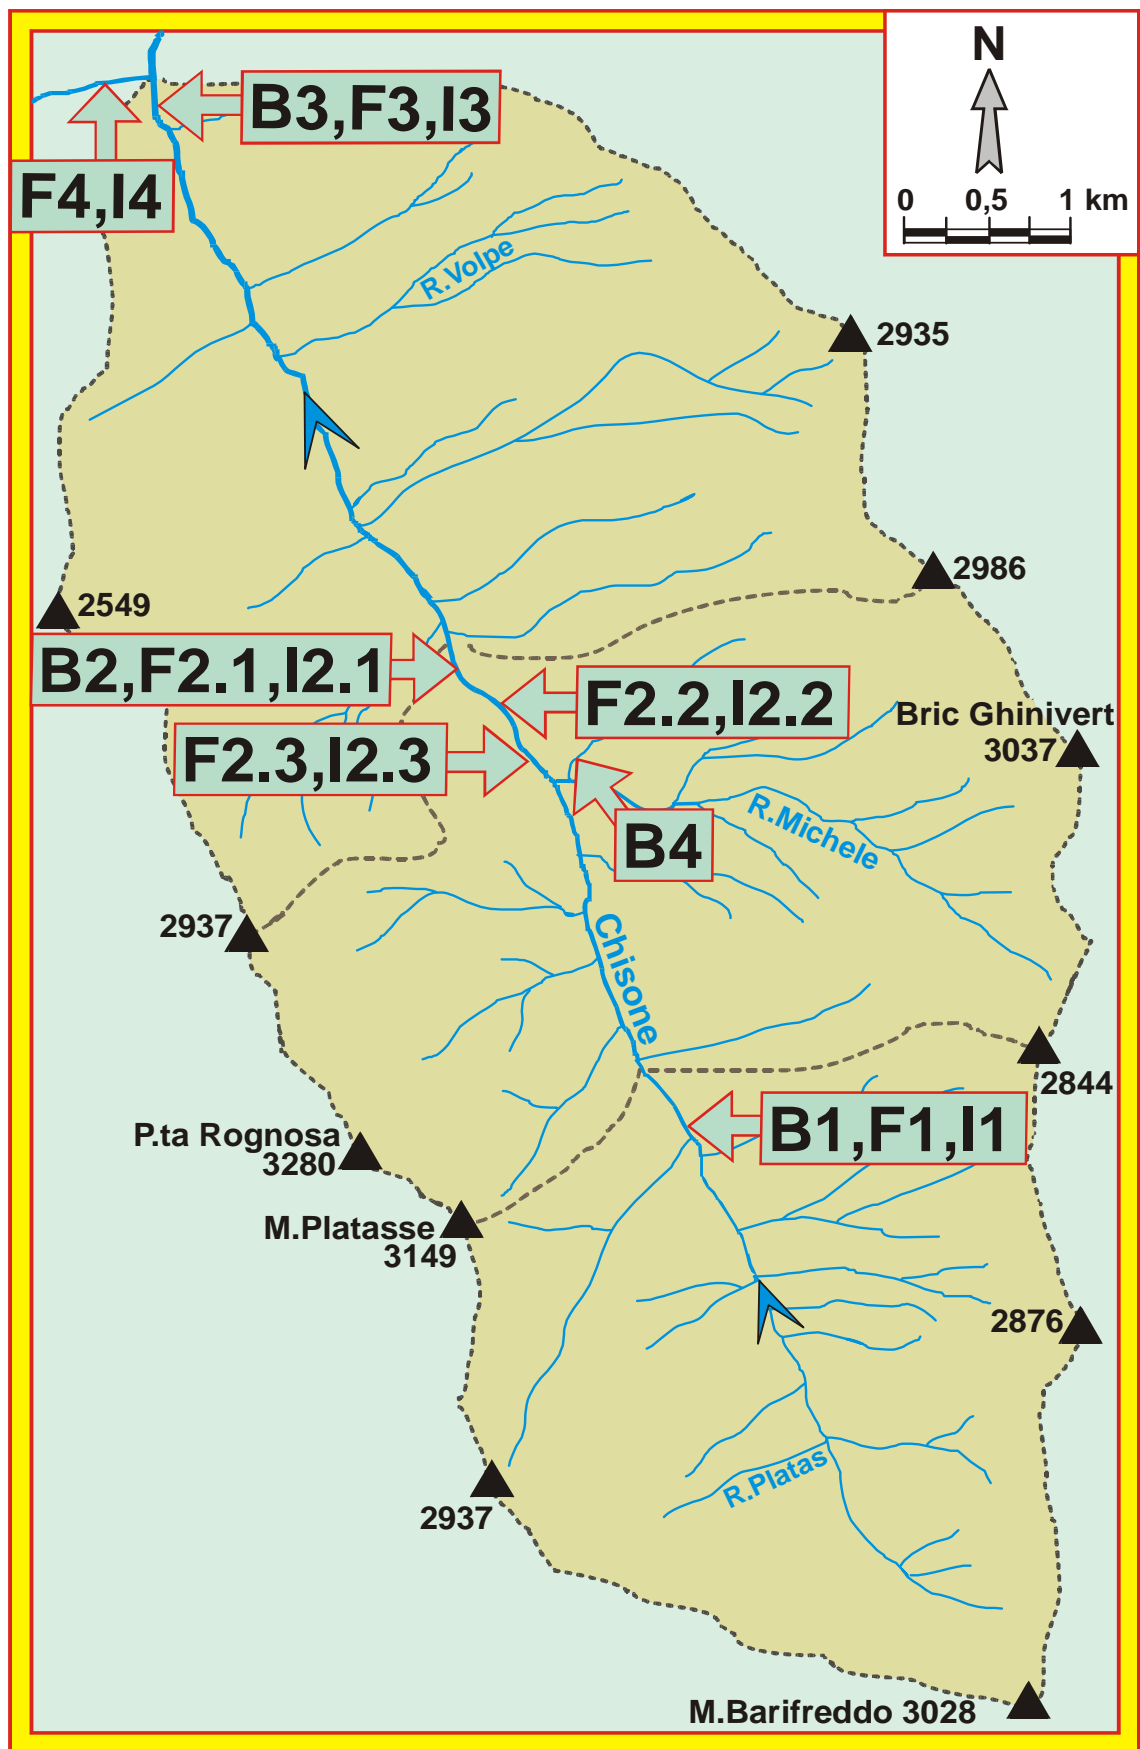 N
0 0,5 1 km
B3,F3,I3
F4,I4
R.Volpe
2935
2986
2549
B2,F2.1,I2.1
F2.2,I2.2
Bric Ghinivert
3037
F2.3,I2.3
R.Michele
B4
2937
Chisone
2844
B1,F1,I1
P.ta Rognosa
3280
M.Platasse
3149
2876
R.Platas
2937
M.Barifreddo 3028